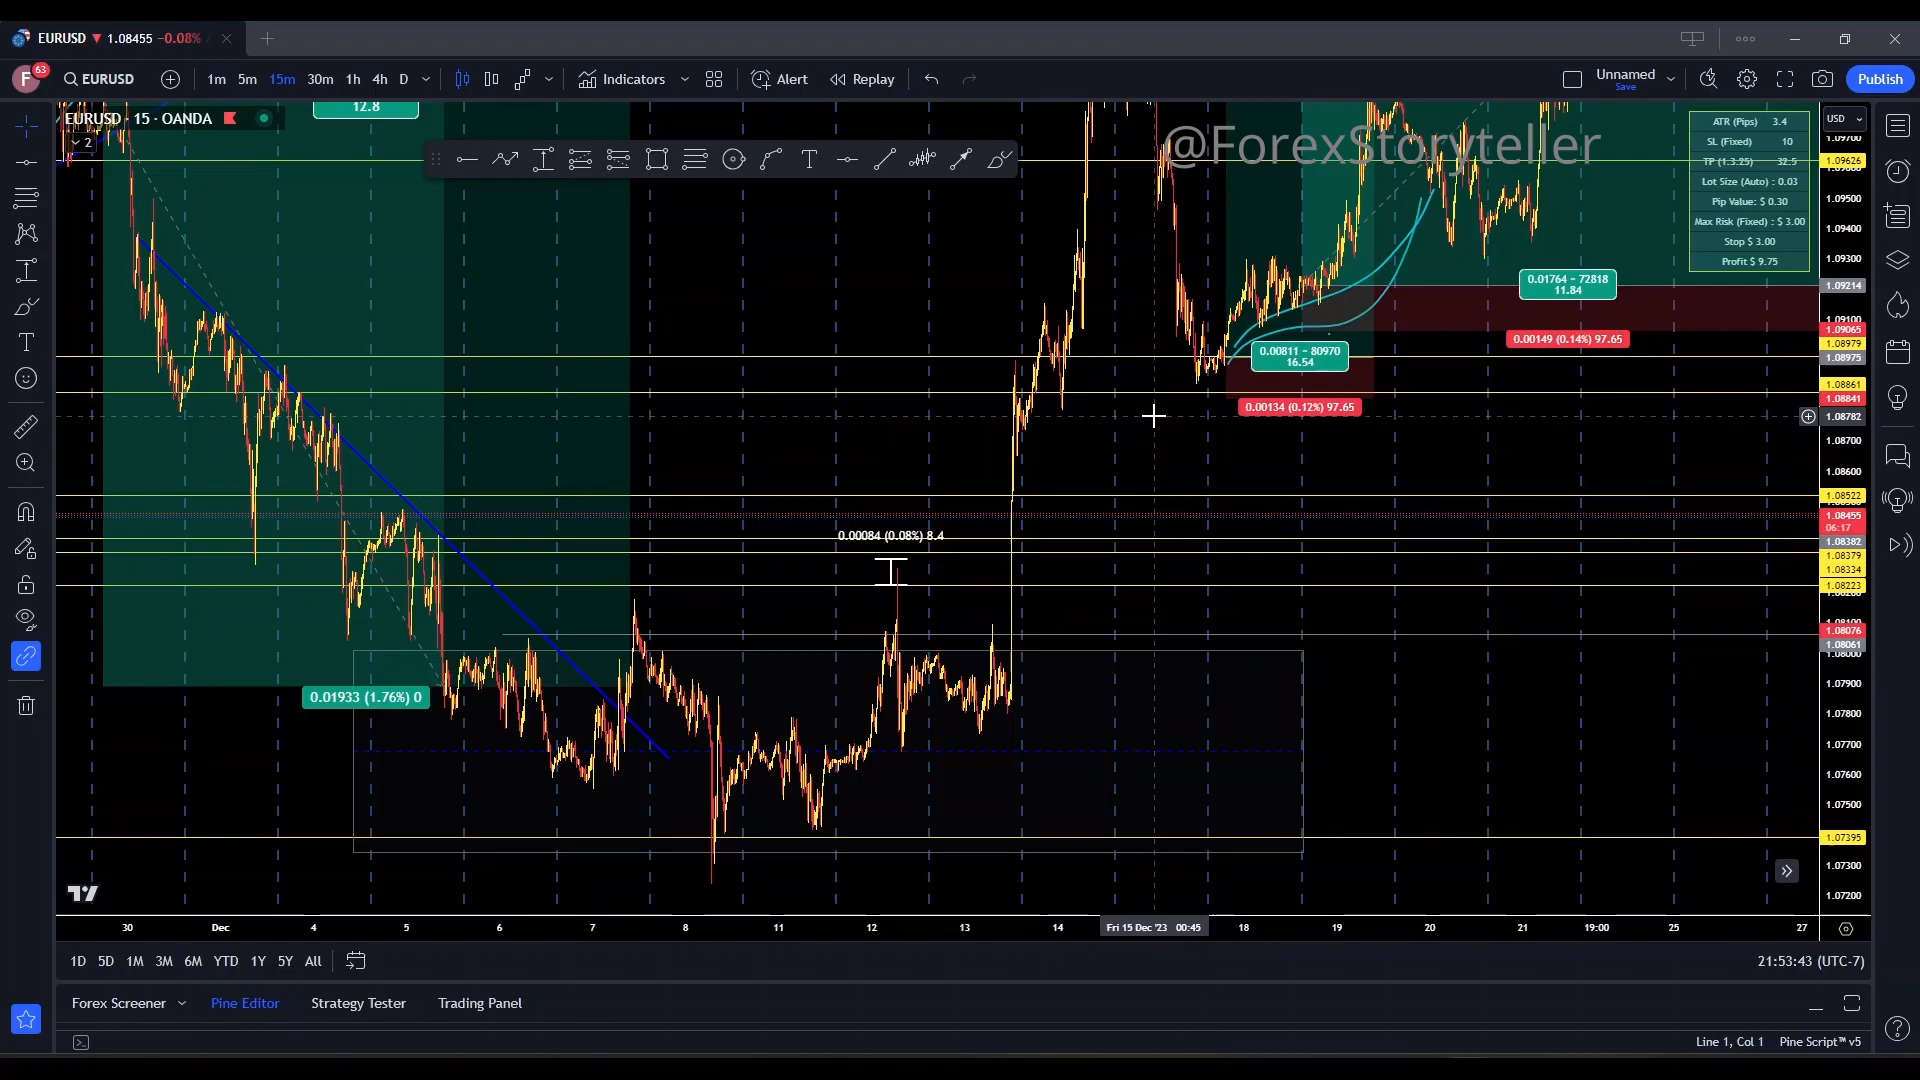 EURUSD ▼ 1.08455 −0.08%
F 63 EURUSD 1m 5m 15m 30m 1h 4h D Indicators Alert Replay Unnamed Save Publish
12.8
EURUSD · 15 · OANDA
2
@ForexStoryteller
ATR (Pips) 3.4
SL (Fixed) 10
TP (1:3.25) 32.5
Lot Size (Auto) : 0.03
Pip Value: $ 0.30
Max Risk (Fixed) : $ 3.00
Stop $ 3.00
Profit $ 9.75
0.01764 ~ 72818
11.84
0.00149 (0.14%) 97.65
0.00811 ~ 80970
16.54
0.00134 (0.12%) 97.65
0.00084 (0.08%) 8.4
0.01933 (1.76%) 0
USD
1.09700
1.09626
1.09500
1.09400
1.09300
1.09214
1.09100
1.09065
1.08979
1.08975
1.08861
1.08841
1.08782
1.08700
1.08600
1.08522
1.08455
06:17
1.08382
1.08379
1.08334
1.08223
1.08076
1.08061
1.08000
1.07900
1.07800
1.07700
1.07600
1.07500
1.07395
1.07300
1.07200
30 Dec 4 5 6 7 8 11 12 13 14 Fri 15 Dec '23 00:45 18 19 20 21 19:00 25 27
1D 5D 1M 3M 6M YTD 1Y 5Y All 21:53:43 (UTC-7)
Forex Screener Pine Editor Strategy Tester Trading Panel
Line 1, Col 1 Pine Script™ v5